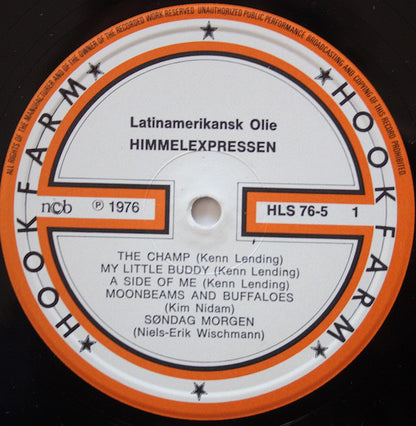 ALL RIGHTS OF THE MANUFACTURER AND OF THE OWNER OF THE RECORDED WORK RESERVED UNAUTHORIZED PUBLIC PERFORMANCE BROADCASTING AND COPYING OF THIS RECORD PROHIBITED
HOOKFARM
HOOKFARM
Latinamerikansk Olie
HIMMELEXPRESSEN
ncb ℗ 1976
HLS 76-5 1
THE CHAMP (Kenn Lending)
MY LITTLE BUDDY (Kenn Lending)
A SIDE OF ME (Kenn Lending)
MOONBEAMS AND BUFFALOES
(Kim Nidam)
SØNDAG MORGEN
(Niels-Erik Wischmann)